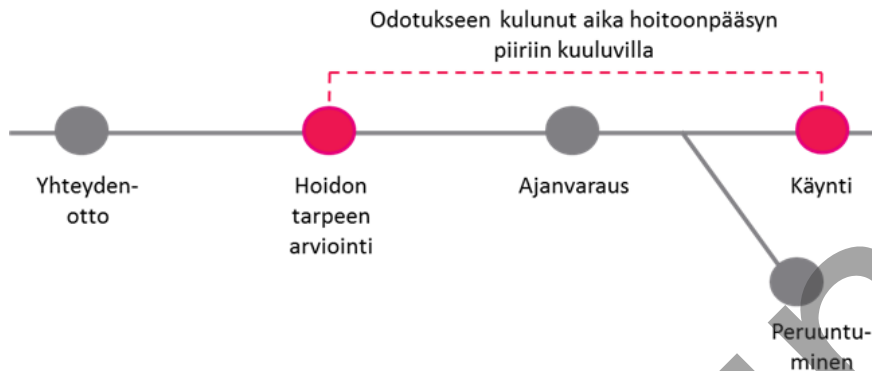 Odotukseen kulunut aika hoitoonpääsyn
piiriin kuuluvilla
Yhteyden-
otto
Hoidon
tarpeen
arviointi
Ajanvaraus
Käynti
Peruuntu-
minen